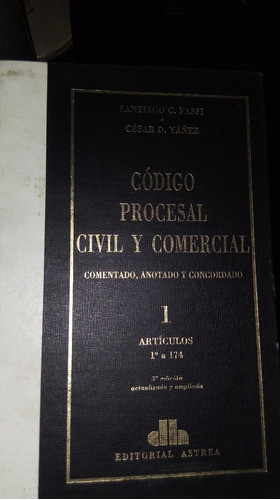 SANTIAGO C. FASSI
CÉSAR D. YÁÑEZ
CÓDIGO
PROCESAL
CIVIL Y COMERCIAL
COMENTADO, ANOTADO Y CONCORDADO
1
ARTÍCULOS
1º a 174
3ª edición
actualizada y ampliada
EDITORIAL ASTREA